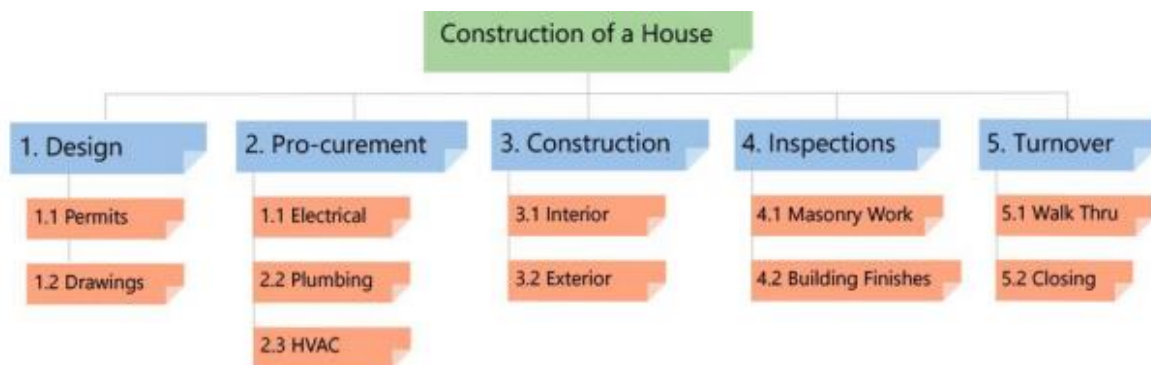 Construction of a House
1. Design
2. Pro-curement
3. Construction
4. Inspections
5. Turnover
1.1 Permits
1.1 Electrical
3.1 Interior
4.1 Masonry Work
5.1 Walk Thru
1.2 Drawings
2.2 Plumbing
3.2 Exterior
4.2 Building Finishes
5.2 Closing
2.3 HVAC